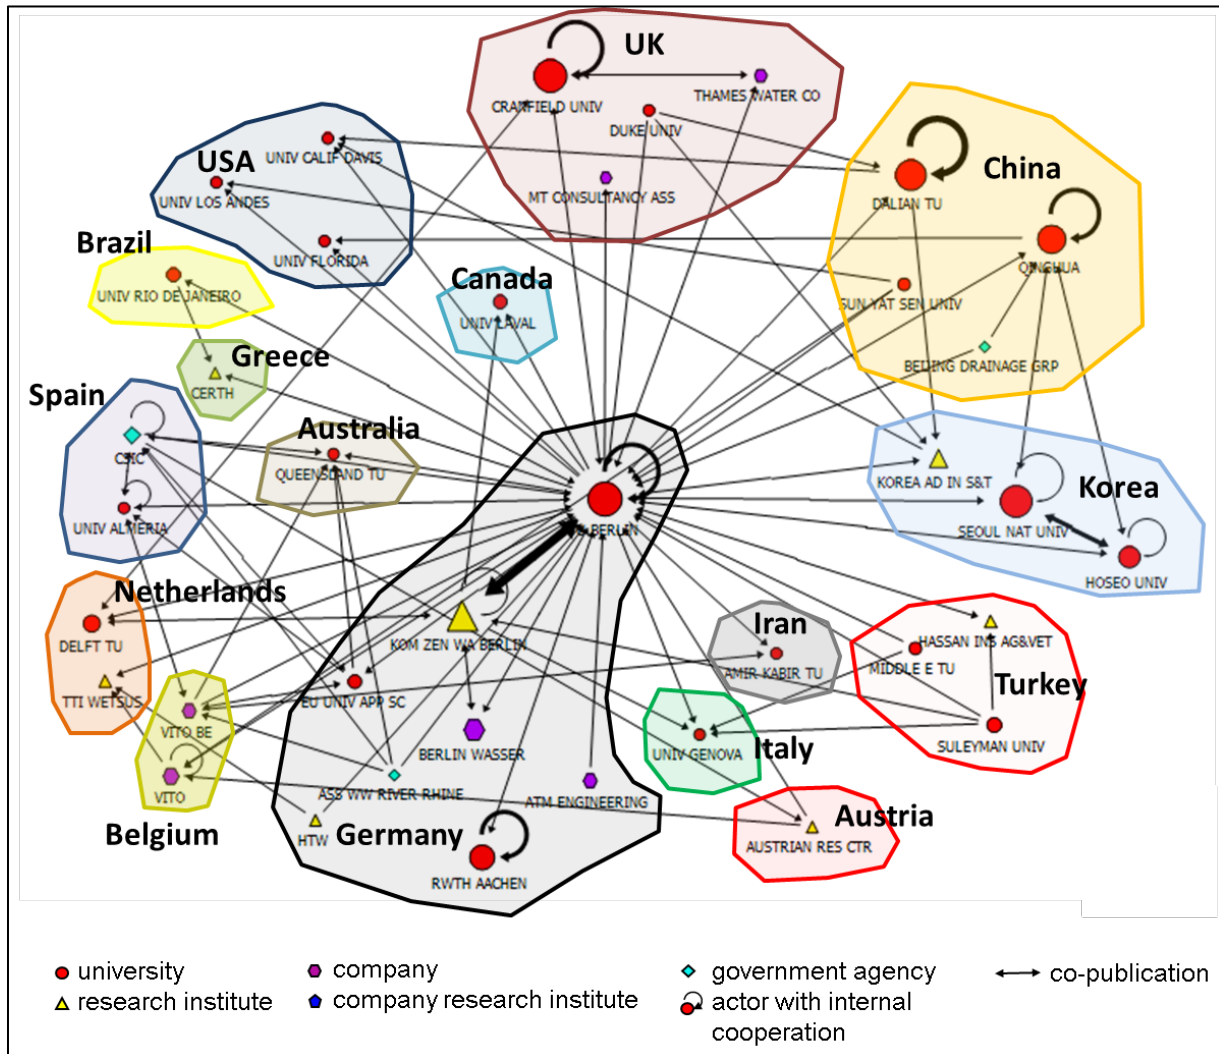 UK
CRANFIELD UNIV
THAMES WATER CO
DUKE UNIV
UNIV CALIF DAVIS
USA
China
UNIV LOS ANDES
MT CONSULTANCY ASS
DALIAN TU
Brazil
UNIV FLORIDA
QINGHUA
Canada
UNIV RIO DE JANEIRO
SUN YAT SEN UNIV
UNIV LAVAL
Greece
BEIJING DRAINAGE GRP
CERTH
Spain
Australia
CSIC
QUEENSLAND TU
KOREA AD IN S&T
Korea
UNIV ALMERIA
BERLIN
SEOUL NAT UNIV
HOSEO UNIV
Netherlands
DELFT TU
KOM ZEN WA BERLIN
Iran
HASSAN INS AG&VET
MIDDLE E TU
AMIR KABIR TU
TTI WETSUS
EU UNIV APP SC
Turkey
VITO BE
BERLIN WASSER
UNIV GENOVA
Italy
SULEYMAN UNIV
VITO
ASS WW RIVER RHINE
ATM ENGINEERING
Belgium
HTW
Germany
Austria
AUSTRIAN RES CTR
RWTH AACHEN
university
company
government agency
co-publication
research institute
company research institute
actor with internal
cooperation